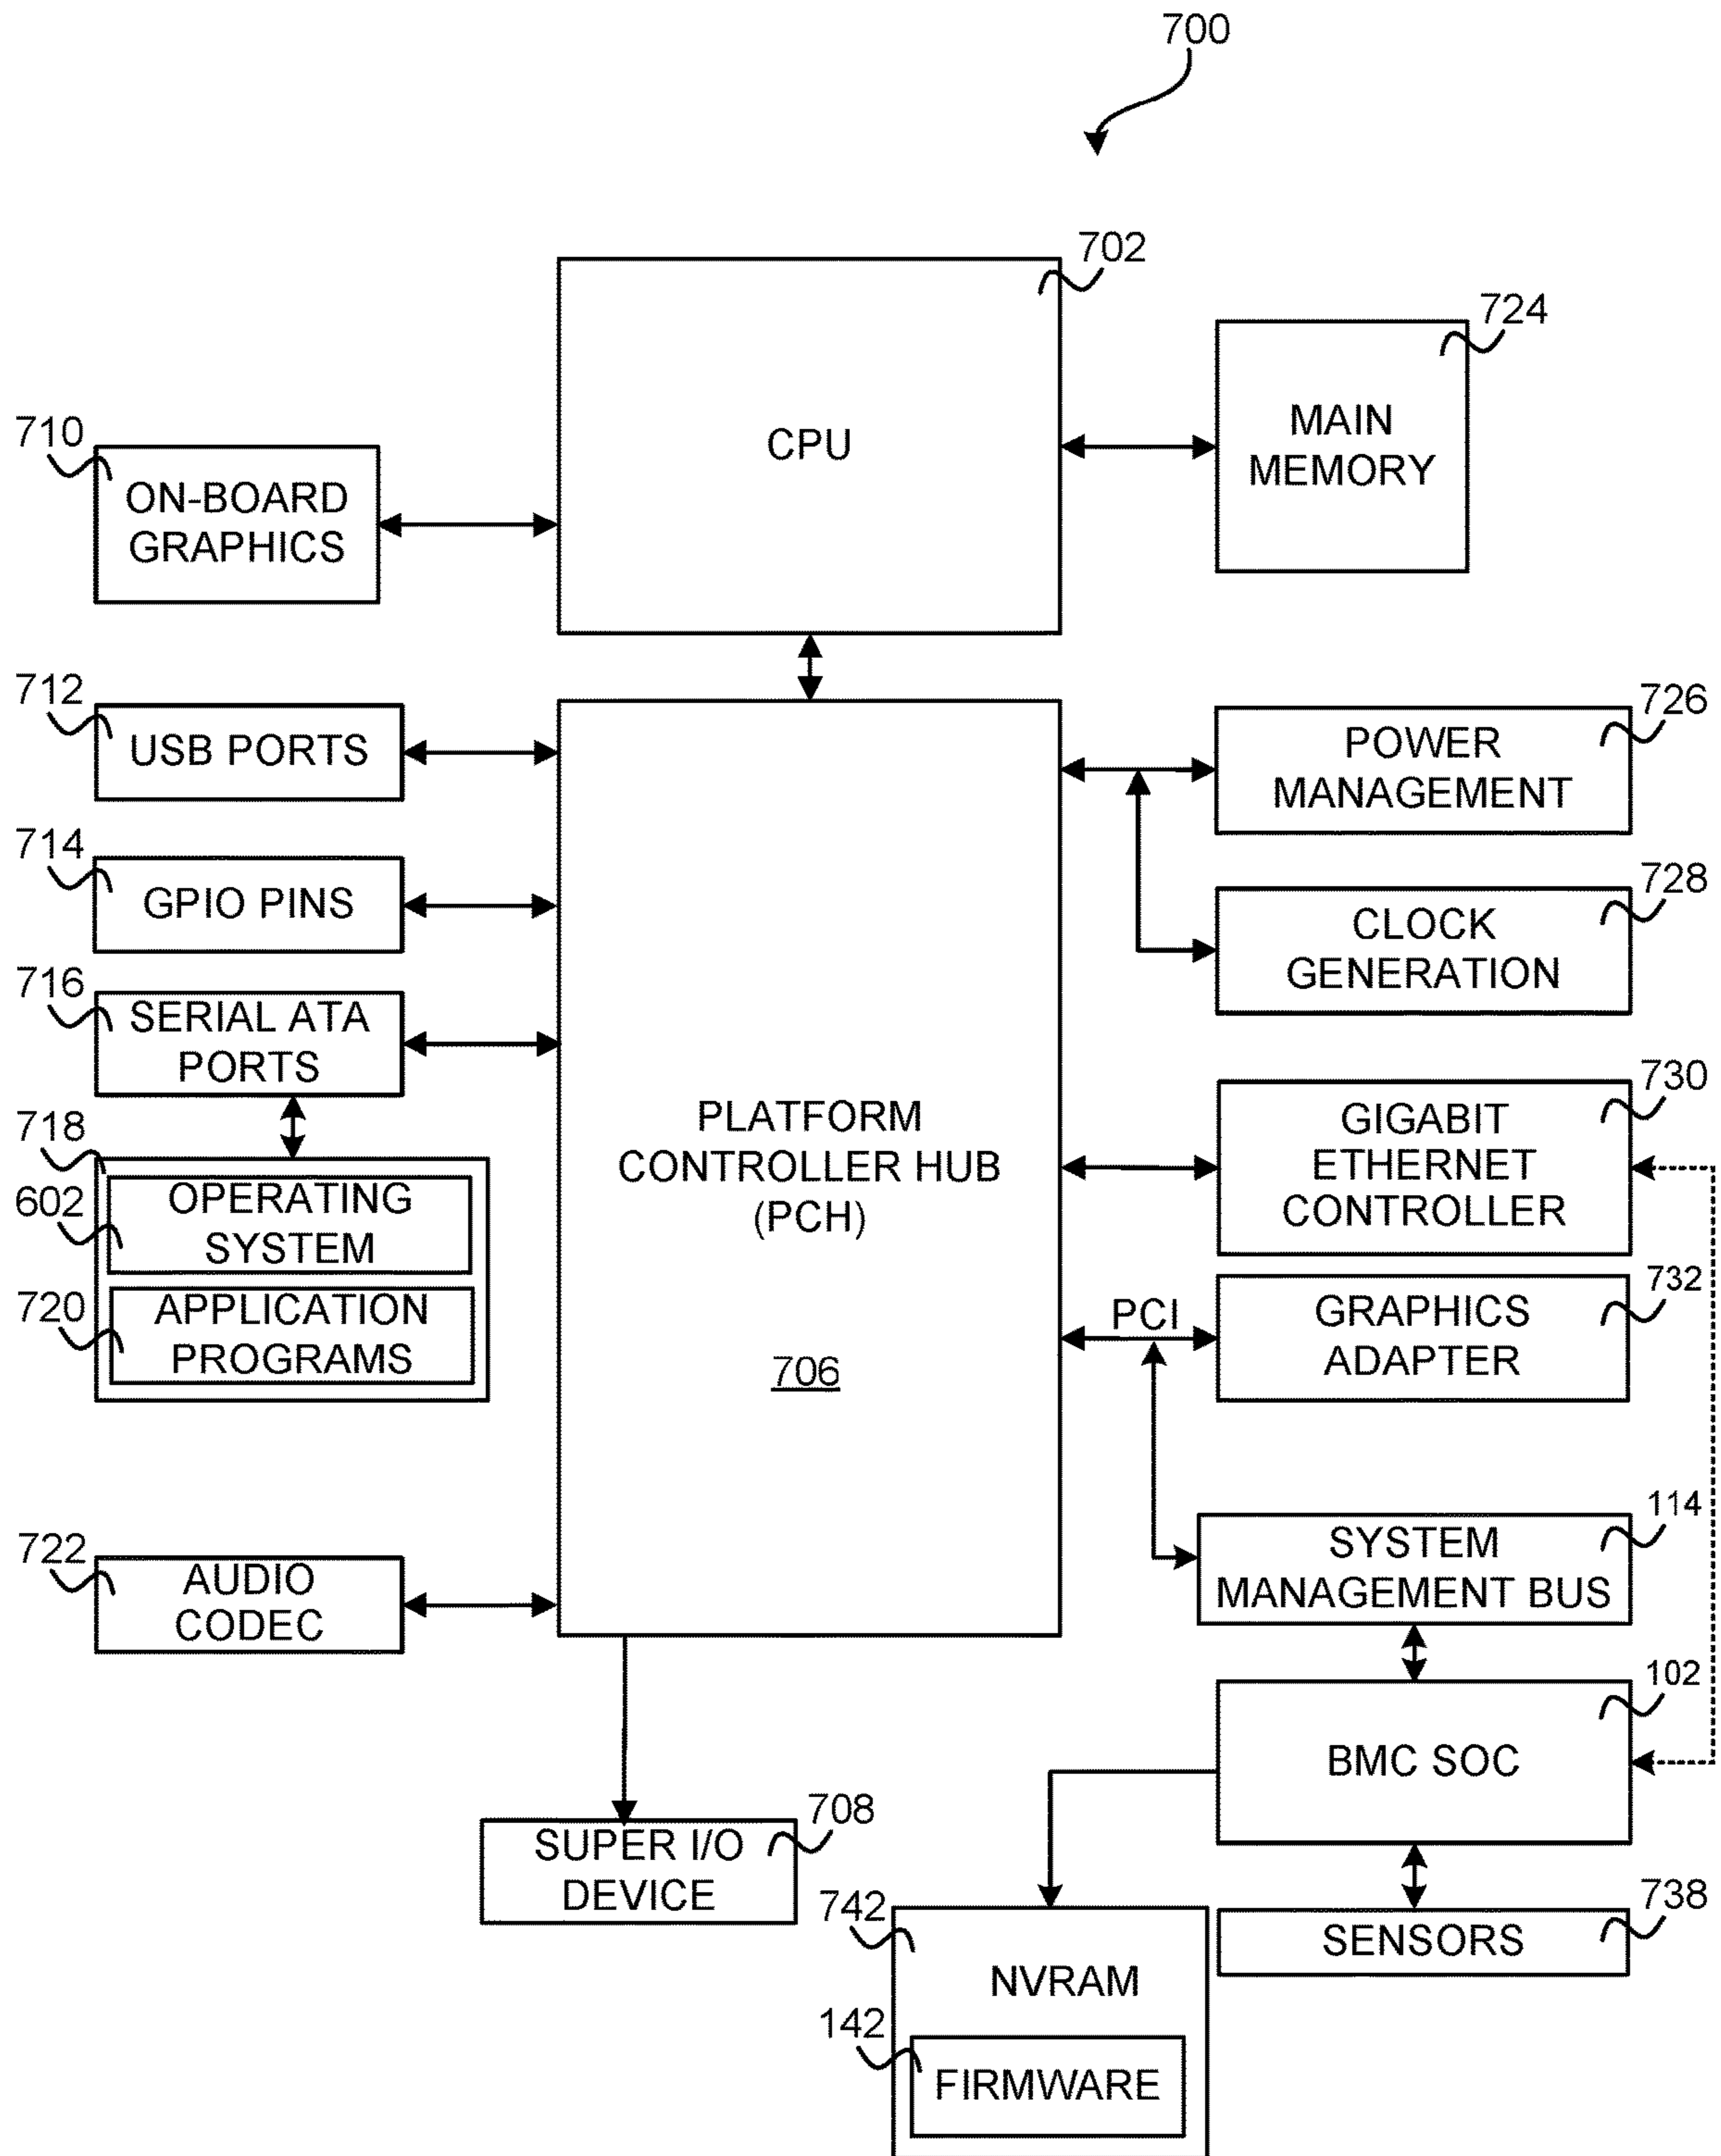 700
702
CPU
724
MAIN
MEMORY
710
ON-BOARD
GRAPHICS
712
USB PORTS
714
GPIO PINS
716
SERIAL ATA
PORTS
718
602
OPERATING
SYSTEM
720
APPLICATION
PROGRAMS
722
AUDIO
CODEC
PLATFORM
CONTROLLER HUB
(PCH)
706
726
POWER
MANAGEMENT
728
CLOCK
GENERATION
730
GIGABIT
ETHERNET
CONTROLLER
PCI
732
GRAPHICS
ADAPTER
114
SYSTEM
MANAGEMENT BUS
102
BMC SOC
708
SUPER I/O
DEVICE
738
SENSORS
742
NVRAM
142
FIRMWARE